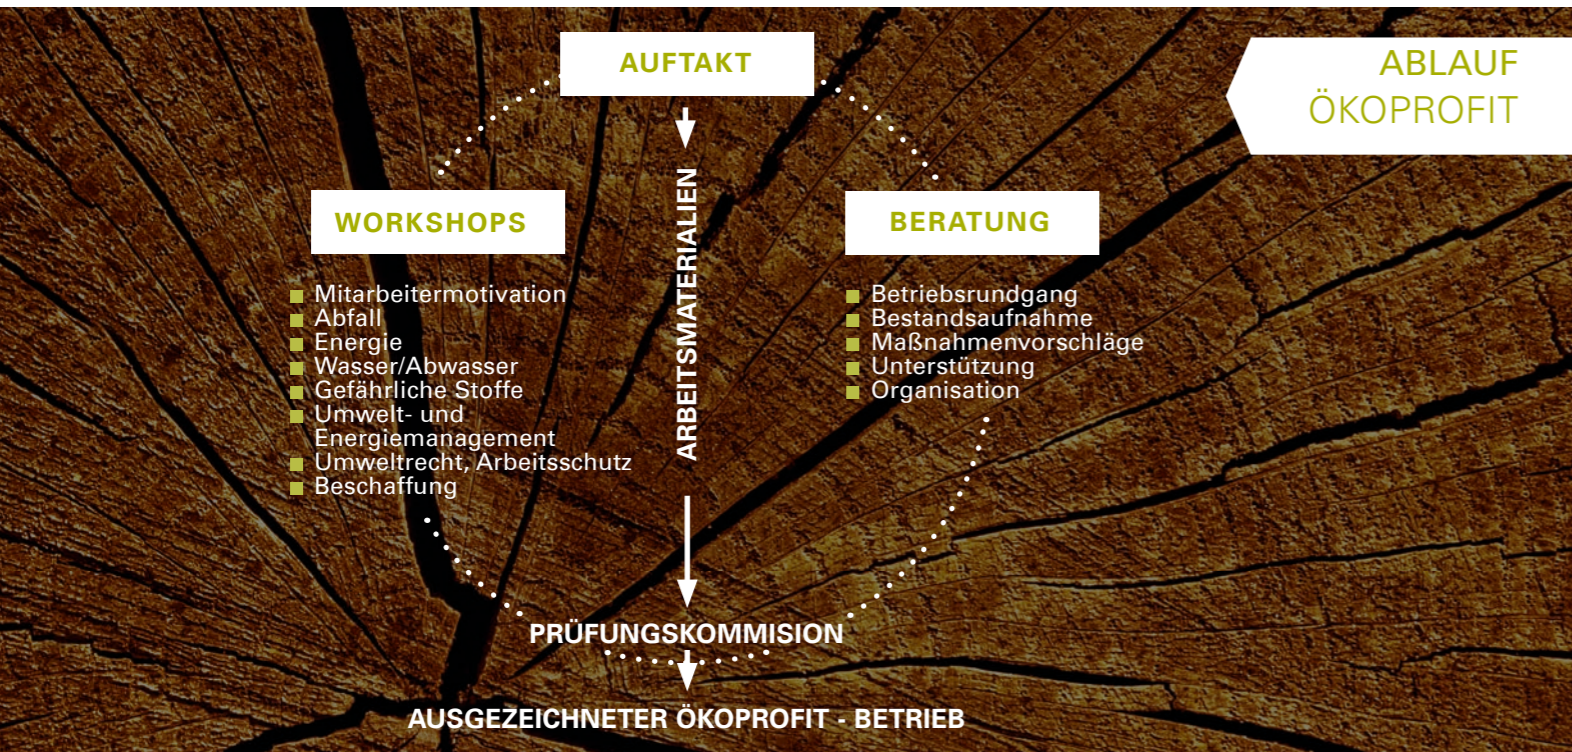 ABLAUF
ÖKOPROFIT
AUFTAKT
WORKSHOPS
Mitarbeitermotivation
Abfall
Energie
Wasser/Abwasser
Gefährliche Stoffe
Umwelt- und
Energiemanagement
Umweltrecht, Arbeitsschutz
Beschaffung
ARBEITSMATERIALIEN
BERATUNG
Betriebsrundgang
Bestandsaufnahme
Maßnahmenvorschläge
Unterstützung
Organisation
PRÜFUNGSKOMMISION
AUSGEZEICHNETER ÖKOPROFIT - BETRIEB